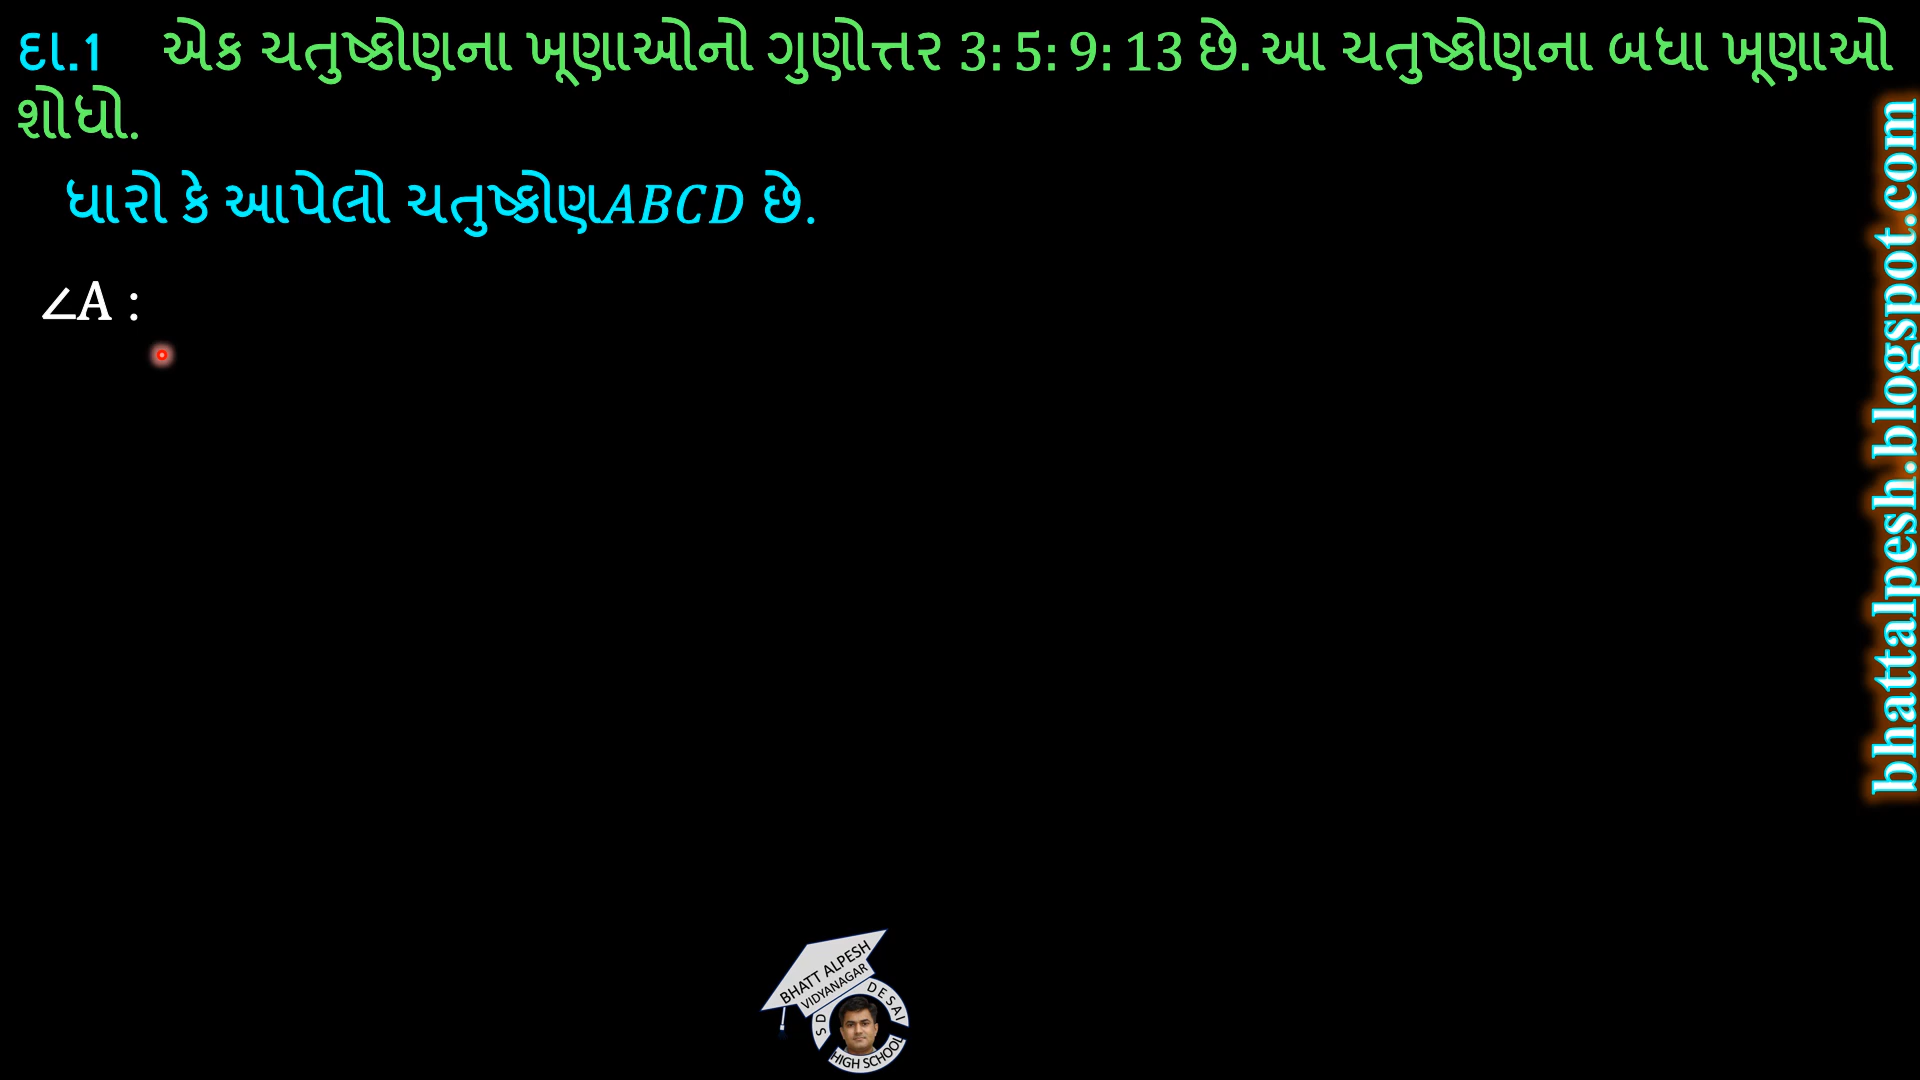 દા.1 એક ચતુષ્કોણના ખૂણાઓનો ગુણોત્તર 3: 5: 9: 13 છે. આ ચતુષ્કોણના બધા ખૂણાઓ
શોધો.
ધારો કે આપેલો ચતુષ્કોણABCD છે.
∠A :
bhattalpesh.blogspot.com
BHATT ALPESH
VIDYANAGAR
SD DESAI
HIGH SCHOOL